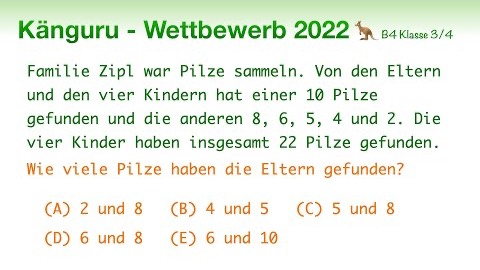 Känguru - Wettbewerb 2022 B4 Klasse 3/4
Familie Zipl war Pilze sammeln. Von den Eltern
und den vier Kindern hat einer 10 Pilze
gefunden und die anderen 8, 6, 5, 4 und 2. Die
vier Kinder haben insgesamt 22 Pilze gefunden.
Wie viele Pilze haben die Eltern gefunden?
(A) 2 und 8 (B) 4 und 5 (C) 5 und 8
(D) 6 und 8 (E) 6 und 10